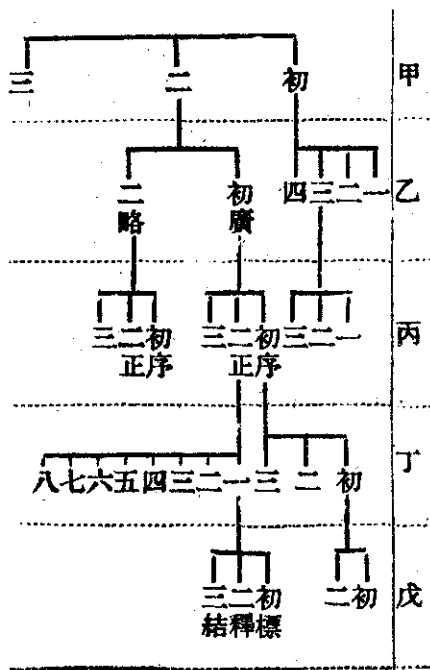 甲
初
二
三
乙
一
二
三
四
初廣
二略
丙
一
二
三
初序
二正
三
初序
二正
三
丁
初
二
三
一
二
三
四
五
六
七
八
戊
初
二
初標
二釋
三結